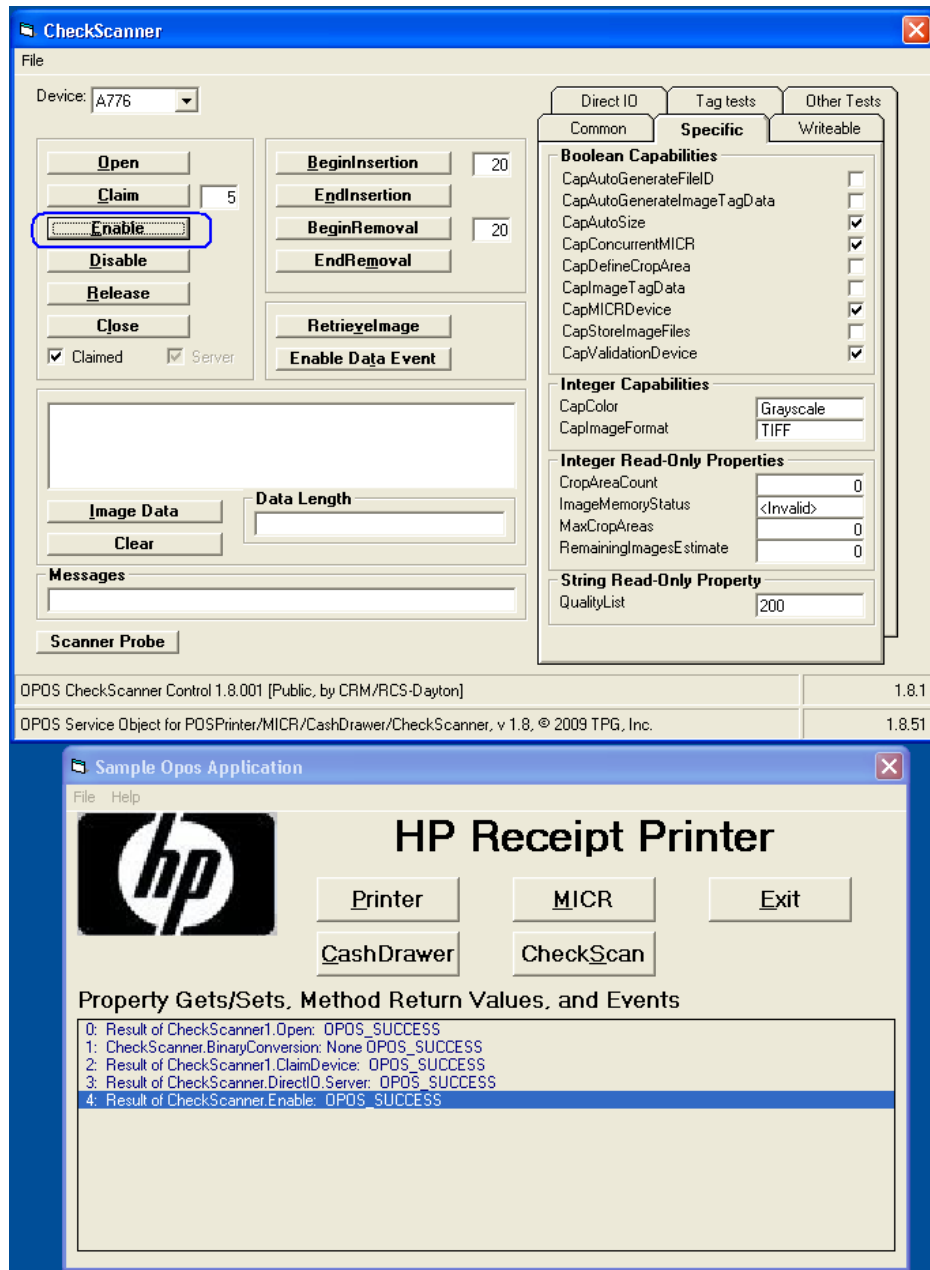 CheckScanner
File
Device: A776
Open
Claim 5
Enable
Disable
Release
Close
Claimed Server
BeginInsertion 20
EndInsertion
BeginRemoval 20
EndRemoval
RetrieveImage
Enable Data Event
Image Data
Clear
Data Length
Messages
Scanner Probe
Direct IO Tag tests Other Tests
Common Specific Writeable
Boolean Capabilities
CapAutoGenerateFileID
CapAutoGenerateImageTagData
CapAutoSize
CapConcurrentMICR
CapDefineCropArea
CapImageTagData
CapMICRDevice
CapStoreImageFiles
CapValidationDevice
Integer Capabilities
CapColor Grayscale
CapImageFormat TIFF
Integer Read-Only Properties
CropAreaCount 0
ImageMemoryStatus <Invalid>
MaxCropAreas 0
RemainingImagesEstimate 0
String Read-Only Property
QualityList 200
OPOS CheckScanner Control 1.8.001 [Public, by CRM/RCS-Dayton] 1.8.1
OPOS Service Object for POSPrinter/MICR/CashDrawer/CheckScanner, v 1.8, © 2009 TPG, Inc. 1.8.51
Sample Opos Application
File Help
hp
HP Receipt Printer
Printer MICR Exit
CashDrawer CheckScan
Property Gets/Sets, Method Return Values, and Events
0: Result of CheckScanner1.Open: OPOS_SUCCESS
1: CheckScanner.BinaryConversion: None OPOS_SUCCESS
2: Result of CheckScanner1.ClaimDevice: OPOS_SUCCESS
3: Result of CheckScanner.DirectIO.Server: OPOS_SUCCESS
4: Result of CheckScanner.Enable: OPOS_SUCCESS